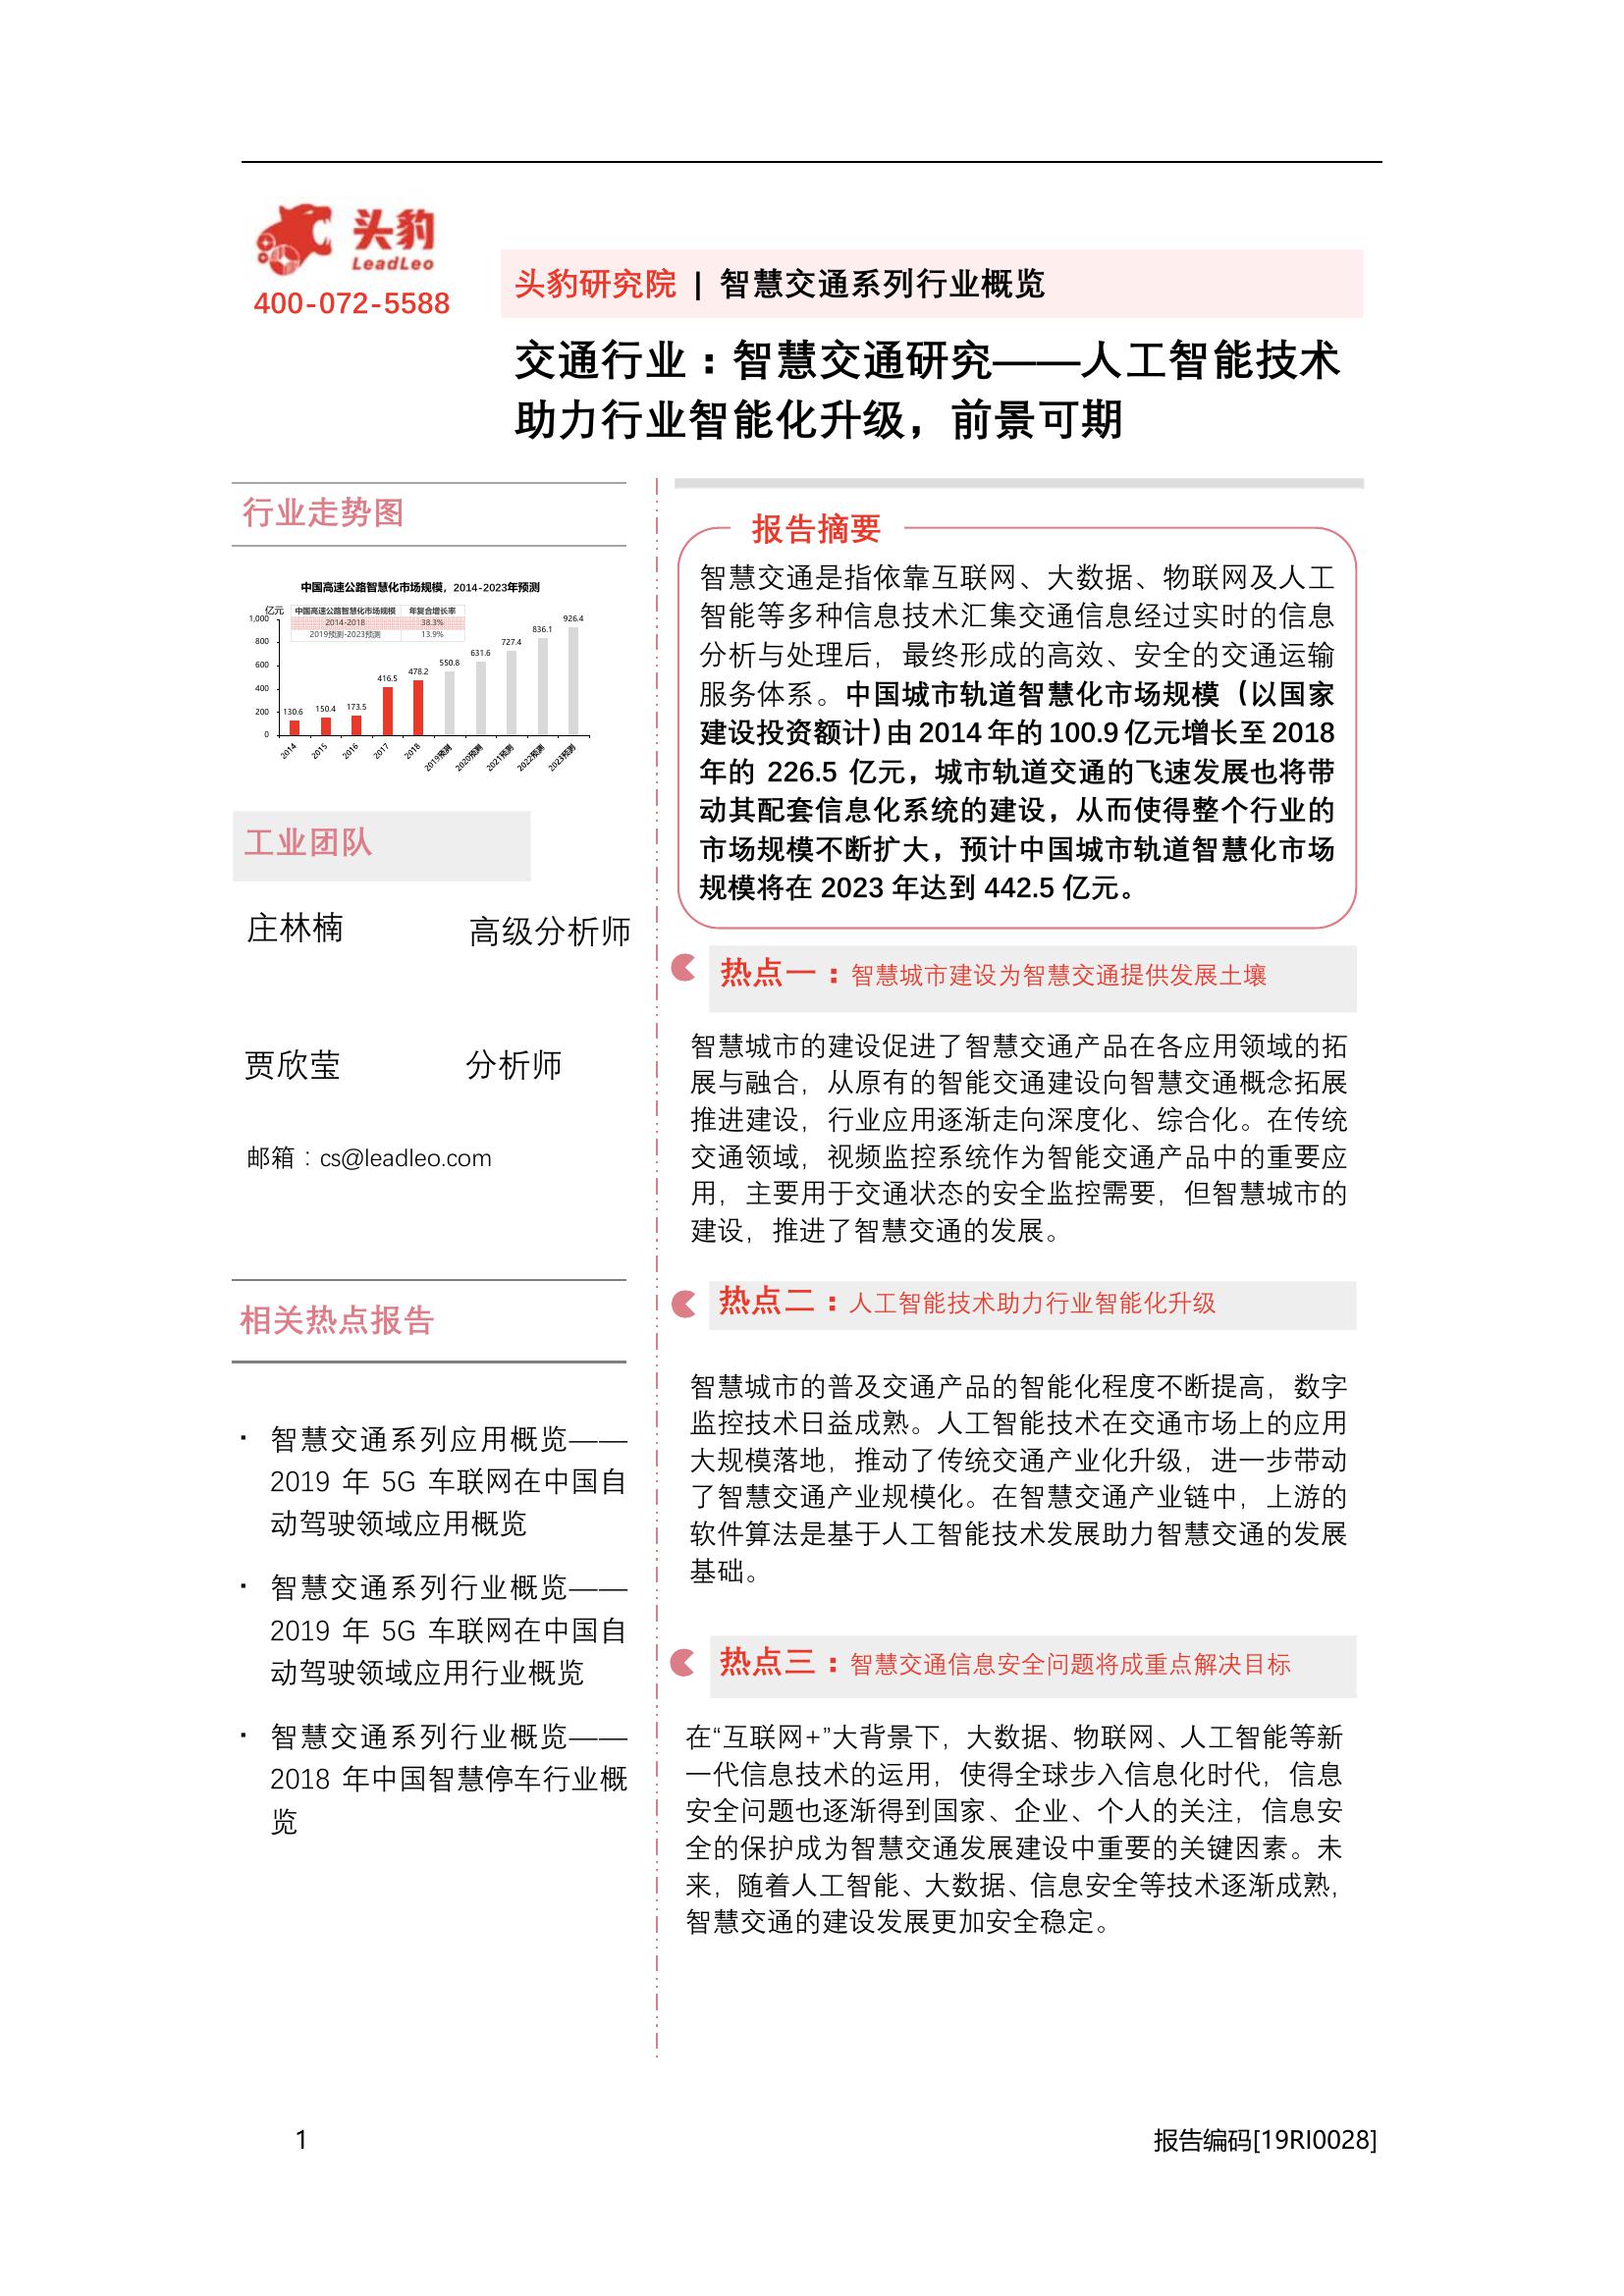 头豹
LeadLeo
400-072-5588
头豹研究院 | 智慧交通系列行业概览
交通行业：智慧交通研究——人工智能技术
助力行业智能化升级，前景可期
行业走势图
中国高速公路智慧化市场规模，2014-2023年预测
亿元
中国高速公路智慧化市场规模 年复合增长率
2014-2018 38.3%
2019预测-2023预测 13.9%
1,000
800
600
400
200
0
130.6 150.4 173.5 416.5 478.2 550.8 631.6 727.4 836.1 926.4
2014 2015 2016 2017 2018 2019预测 2020预测 2021预测 2022预测 2023预测
工业团队
庄林楠 高级分析师
贾欣莹 分析师
邮箱：cs@leadleo.com
相关热点报告
▪ 智慧交通系列应用概览——
2019 年 5G 车联网在中国自
动驾驶领域应用概览
▪ 智慧交通系列行业概览——
2019 年 5G 车联网在中国自
动驾驶领域应用行业概览
▪ 智慧交通系列行业概览——
2018 年中国智慧停车行业概
览
报告摘要
智慧交通是指依靠互联网、大数据、物联网及人工
智能等多种信息技术汇集交通信息经过实时的信息
分析与处理后，最终形成的高效、安全的交通运输
服务体系。中国城市轨道智慧化市场规模（以国家
建设投资额计）由 2014 年的 100.9 亿元增长至 2018
年的 226.5 亿元，城市轨道交通的飞速发展也将带
动其配套信息化系统的建设，从而使得整个行业的
市场规模不断扩大，预计中国城市轨道智慧化市场
规模将在 2023 年达到 442.5 亿元。
热点一：智慧城市建设为智慧交通提供发展土壤
智慧城市的建设促进了智慧交通产品在各应用领域的拓
展与融合，从原有的智能交通建设向智慧交通概念拓展
推进建设，行业应用逐渐走向深度化、综合化。在传统
交通领域，视频监控系统作为智能交通产品中的重要应
用，主要用于交通状态的安全监控需要，但智慧城市的
建设，推进了智慧交通的发展。
热点二：人工智能技术助力行业智能化升级
智慧城市的普及交通产品的智能化程度不断提高，数字
监控技术日益成熟。人工智能技术在交通市场上的应用
大规模落地，推动了传统交通产业化升级，进一步带动
了智慧交通产业规模化。在智慧交通产业链中，上游的
软件算法是基于人工智能技术发展助力智慧交通的发展
基础。
热点三：智慧交通信息安全问题将成重点解决目标
在“互联网+”大背景下，大数据、物联网、人工智能等新
一代信息技术的运用，使得全球步入信息化时代，信息
安全问题也逐渐得到国家、企业、个人的关注，信息安
全的保护成为智慧交通发展建设中重要的关键因素。未
来，随着人工智能、大数据、信息安全等技术逐渐成熟，
智慧交通的建设发展更加安全稳定。
1
报告编码[19RI0028]